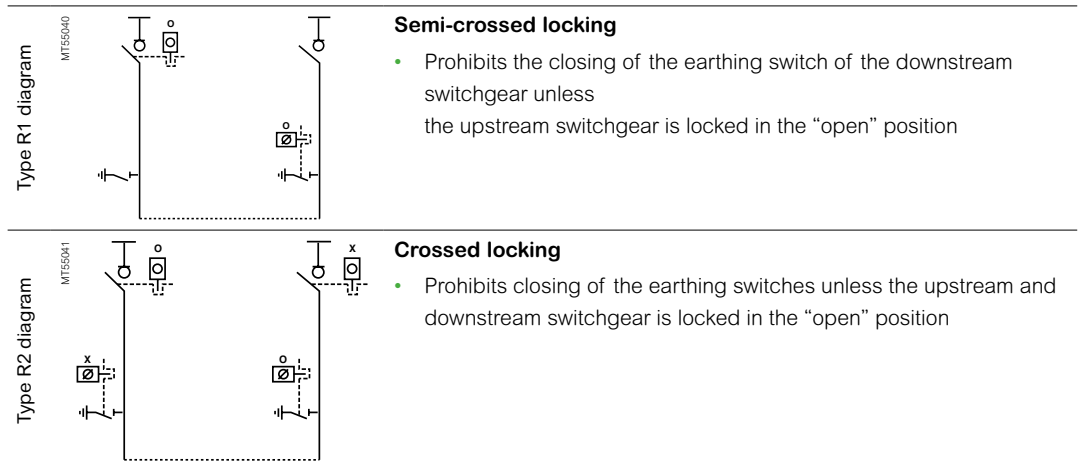 Type R1 diagram
MT55040
o
o
Semi-crossed locking
• Prohibits the closing of the earthing switch of the downstream
switchgear unless
the upstream switchgear is locked in the “open” position
Type R2 diagram
MT55041
o
x
x
o
Crossed locking
• Prohibits closing of the earthing switches unless the upstream and
downstream switchgear is locked in the “open” position